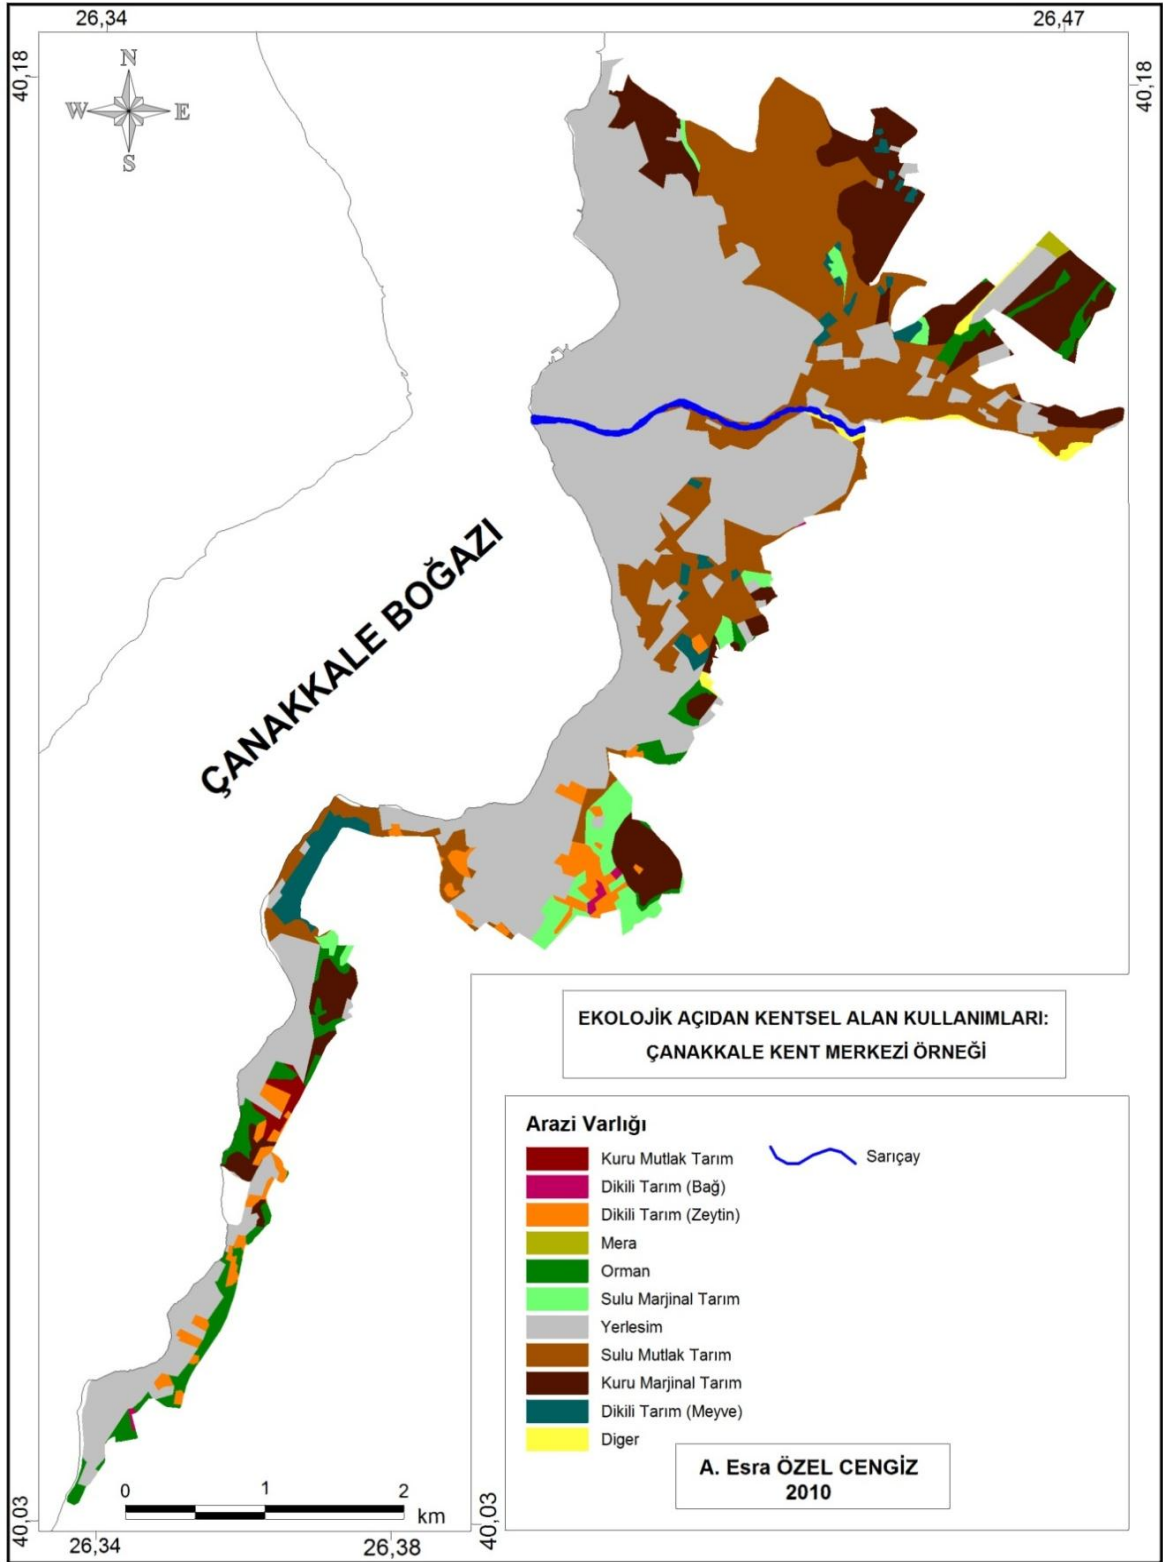 26,34
26,47
40,18
40,18
N
W
E
S
ÇANAKKALE BOĞAZI
EKOLOJİK AÇIDAN KENTSEL ALAN KULLANIMLARI:
ÇANAKKALE KENT MERKEZİ ÖRNEĞİ
Arazi Varlığı
Kuru Mutlak Tarım
Sarıçay
Dikili Tarım (Bağ)
Dikili Tarım (Zeytin)
Mera
Orman
Sulu Marjinal Tarım
Yerlesim
Sulu Mutlak Tarım
Kuru Marjinal Tarım
Dikili Tarım (Meyve)
Diger
A. Esra ÖZEL CENGİZ
2010
0
1
2
km
40,03
40,03
26,34
26,38